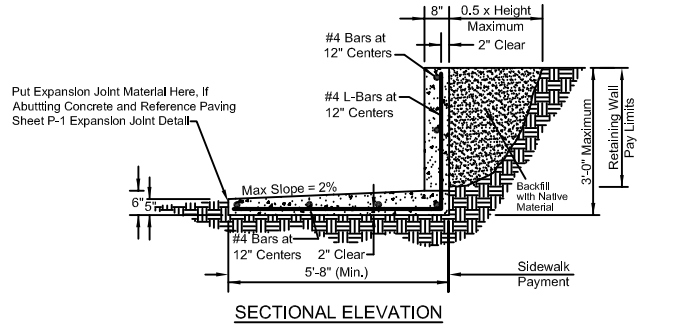 8"
0.5 x Height
Maximum
#4 Bars at
12" Centers
2" Clear
Put Expansion Joint Material Here, If
Abuttting Concrete and Reference Paving
Sheet P-1 Expansion Joint Detail
#4 L-Bars at
12" Centers
3'-0" Maximum
Retaining Wall
Pay Limits
Max Slope = 2%
6"
5"
Backfill
with Native
Material
#4 Bars at
12" Centers
2" Clear
5'-8" (Min.)
Sidewalk
Payment
SECTIONAL ELEVATION